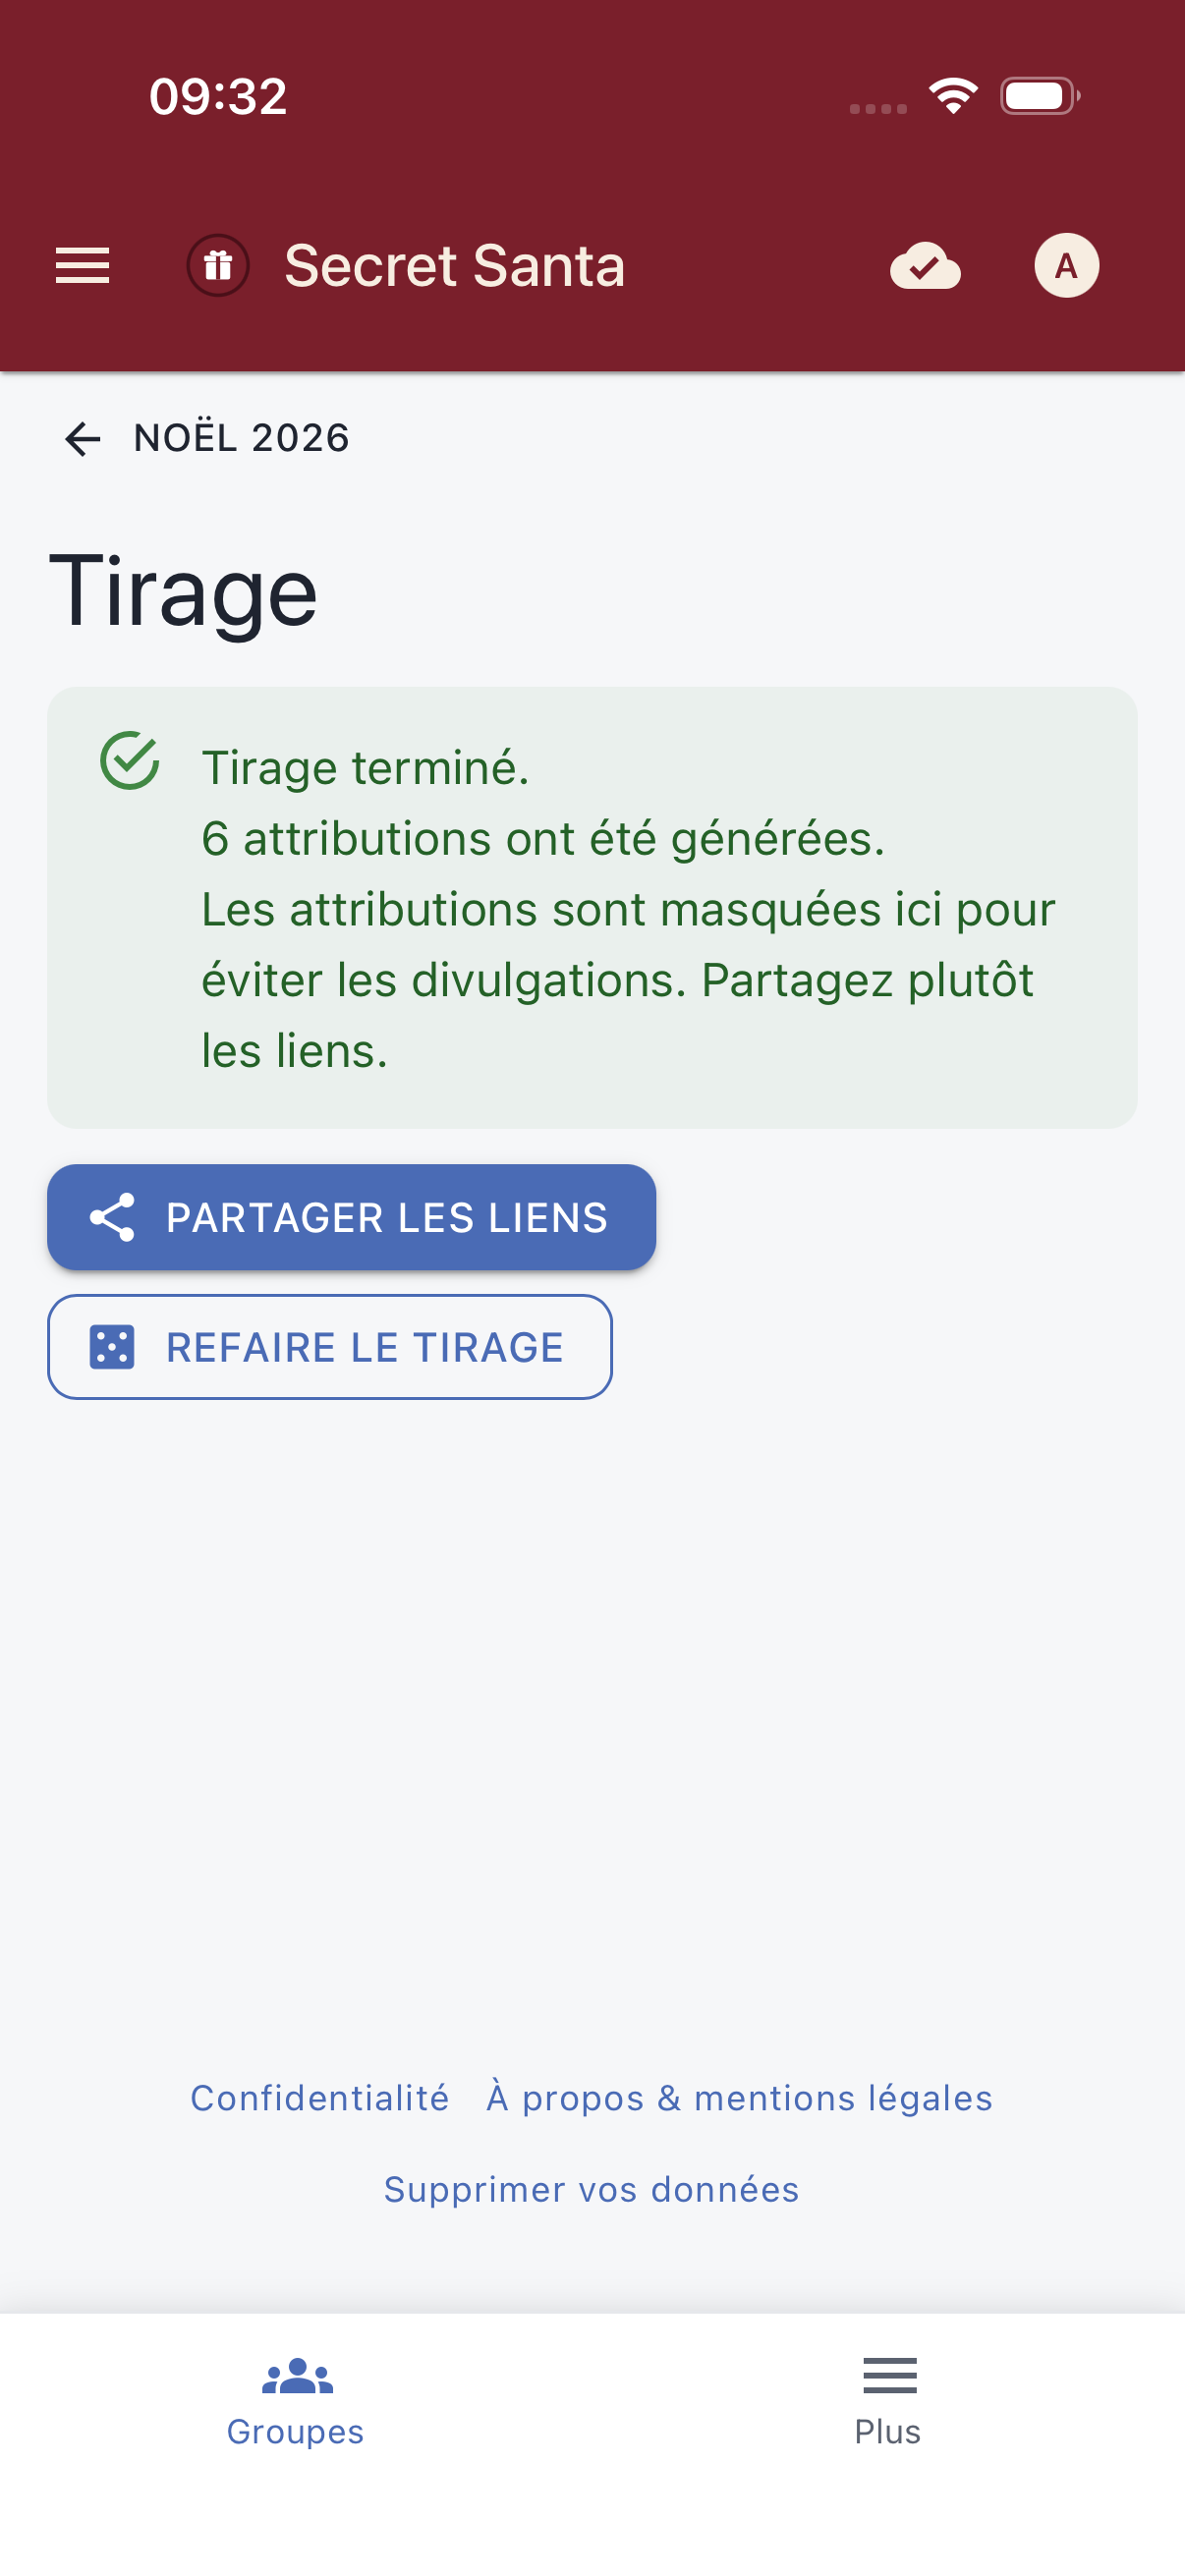 09:32
Secret Santa
A
NOËL 2026
Tirage
Tirage terminé.
6 attributions ont été générées.
Les attributions sont masquées ici pour
éviter les divulgations. Partagez plutôt
les liens.
PARTAGER LES LIENS
REFAIRE LE TIRAGE
Confidentialité À propos & mentions légales
Supprimer vos données
Groupes Plus